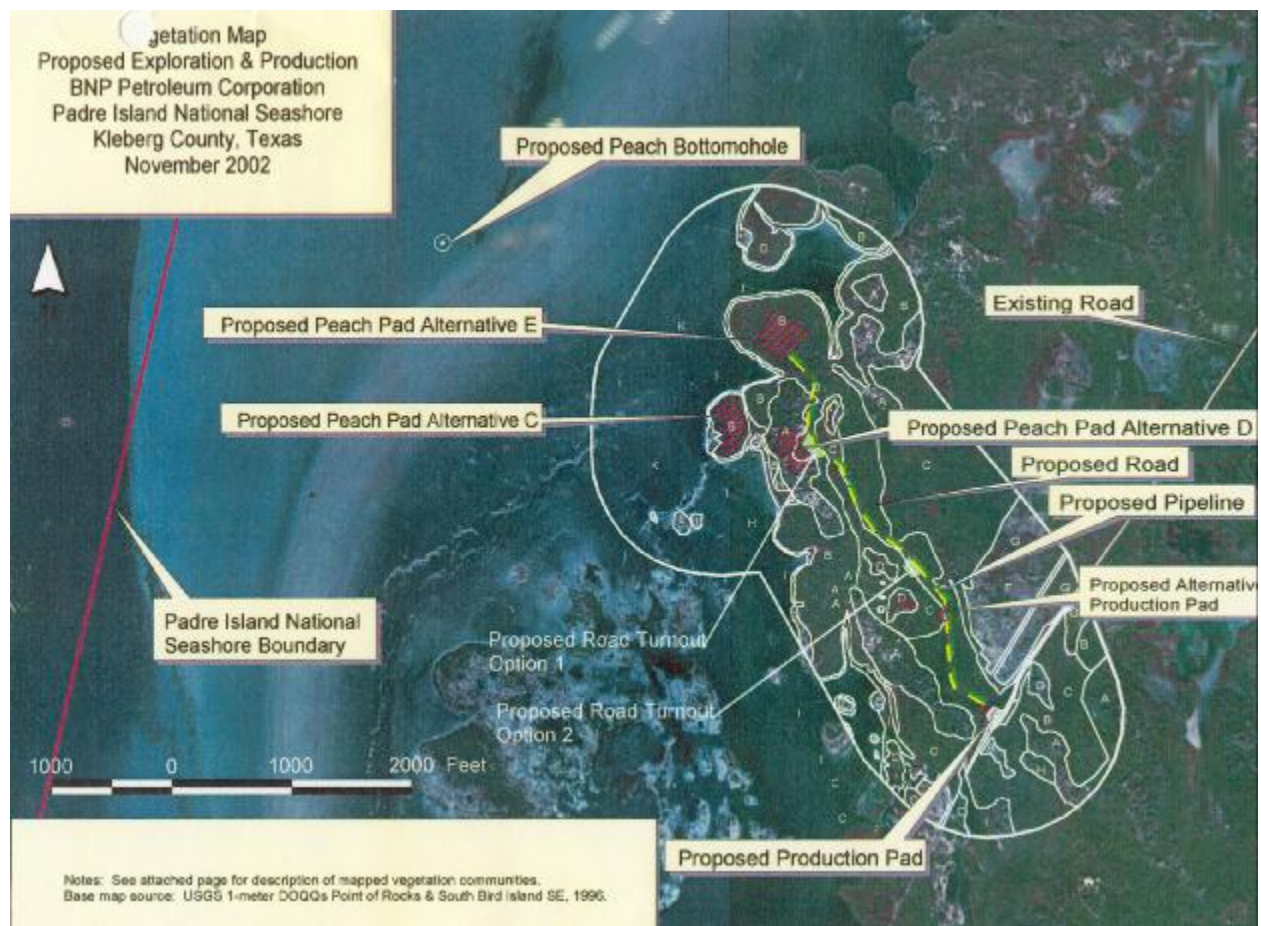 getation Map
Proposed Exploration & Production
BNP Petroleum Corporation
Padre Island National Seashore
Kleberg County, Texas
November 2002
Proposed Peach Bottomohole
Existing Road
Proposed Peach Pad Alternative E
Proposed Peach Pad Alternative C
Proposed Peach Pad Alternative D
Proposed Road
Proposed Pipeline
Proposed Alternativ
Production Pad
Padre Island National
Seashore Boundary
Proposed Road Turnout
Option 1
Proposed Road Turnout
Option 2
1000 0 1000 2000 Feet
Proposed Production Pad
Notes: See attached page for description of mapped vegetation communities.
Base map source: USGS 1-meter DOQQs Point of Rocks & South Bird Island SE, 1996.